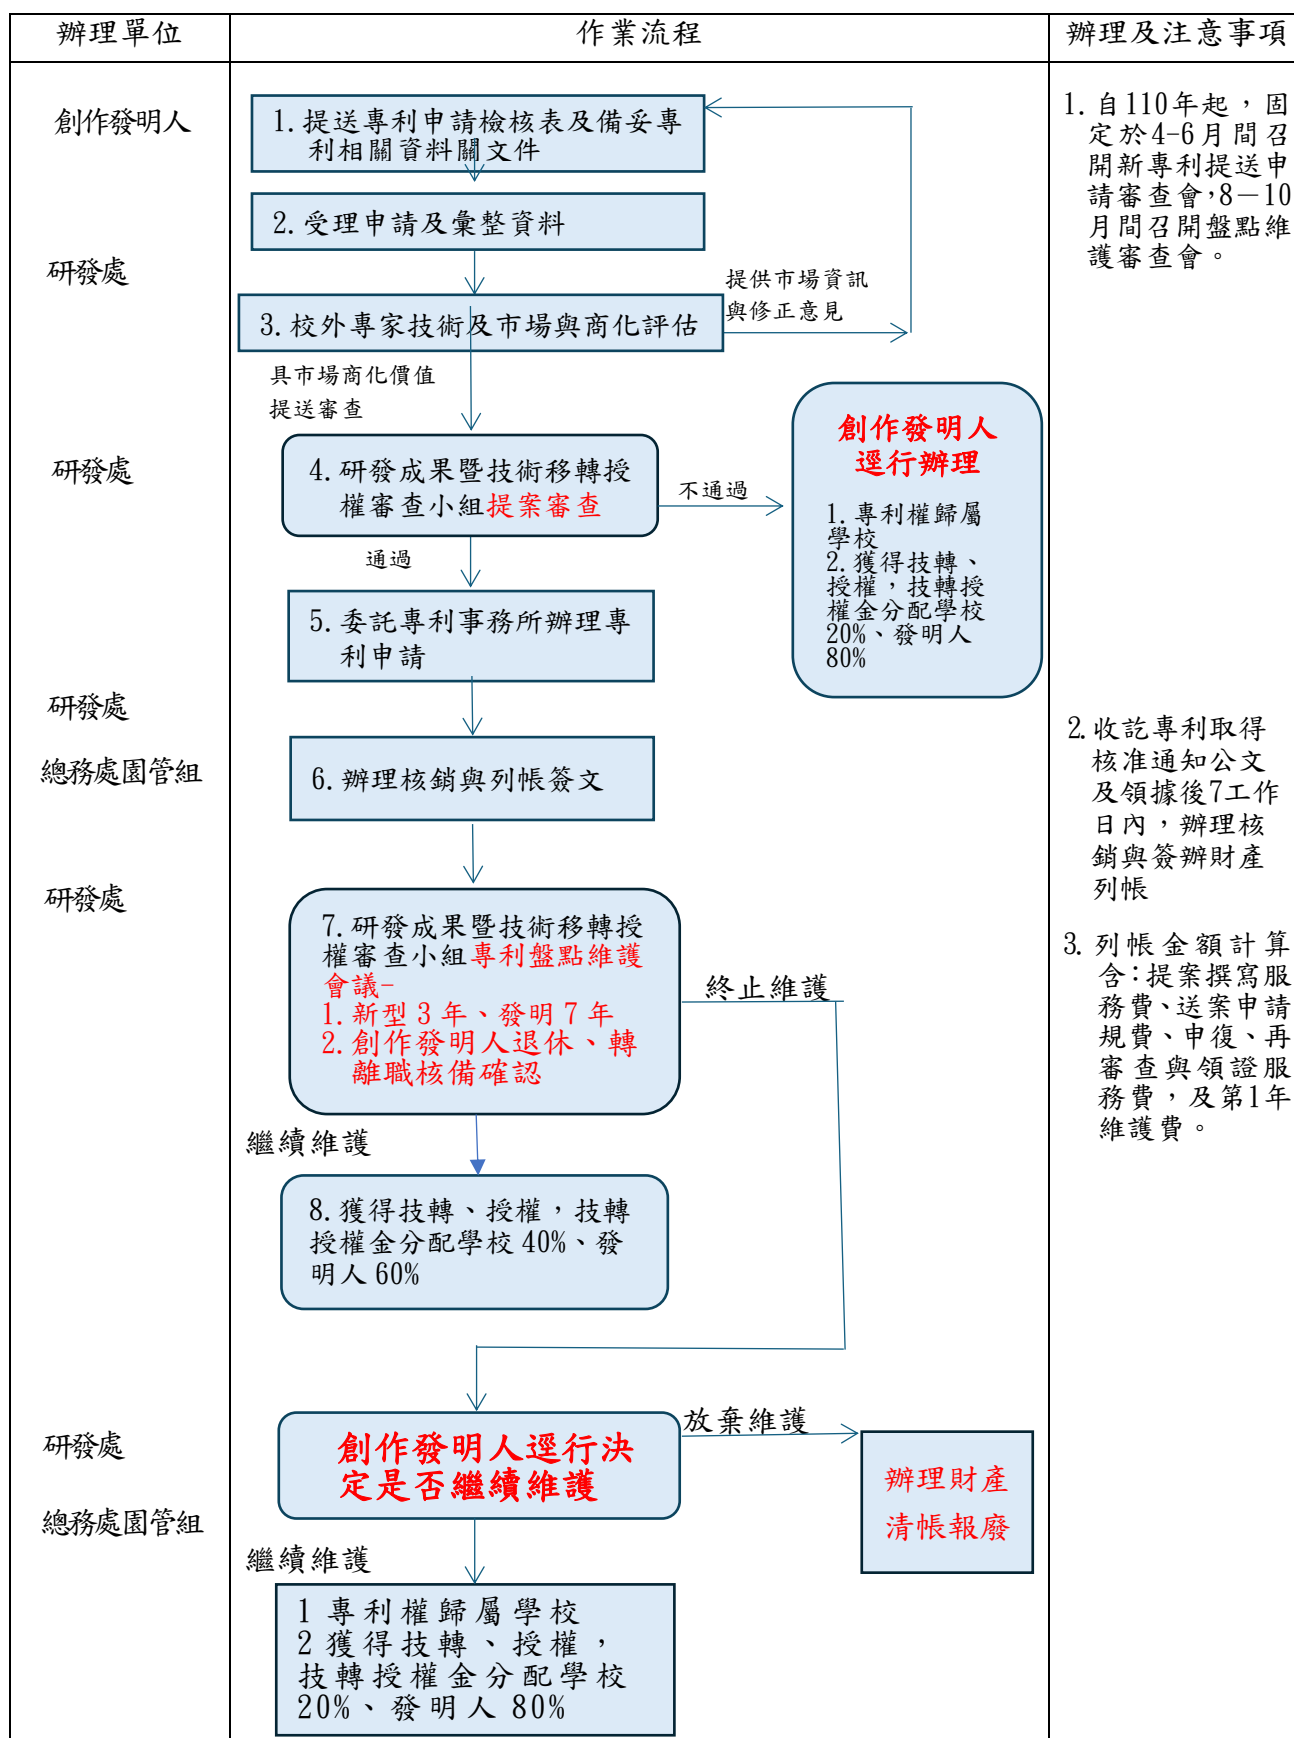 辦理單位
作業流程
辦理及注意事項
創作發明人
1.提送專利申請檢核表及備妥專
利相關資料關文件
2.受理申請及彙整資料
研發處
3.校外專家技術及市場與商化評估
提供市場資訊
與修正意見
具市場商化價值
提送審查
研發處
4.研發成果暨技術移轉授
權審查小組提案審查
不通過
創作發明人
逕行辦理
1.專利權歸屬
學校
2.獲得技轉、
授權，技轉授
權金分配學校
20%、發明人
80%
通過
5.委託專利事務所辦理專
利申請
研發處
總務處園管組
6.辦理核銷與列帳簽文
研發處
7.研發成果暨技術移轉授
權審查小組專利盤點維護
會議-
1.新型3年、發明7年
2.創作發明人退休、轉
離職核備確認
終止維護
繼續維護
8.獲得技轉、授權，技轉
授權金分配學校40%、發
明人60%
研發處
總務處園管組
創作發明人逕行決
定是否繼續維護
放棄維護
辦理財產
清帳報廢
繼續維護
1 專利權歸屬學校
2 獲得技轉、授權，
技轉授權金分配學校
20%、發明人 80%
1.自110年起，固
定於4-6月間召
開新專利提送申
請審查會，8－10
月間召開盤點維
護審查會。
2.收訖專利取得
核准通知公文
及領據後7工作
日內，辦理核
銷與簽辦財產
列帳
3.列帳金額計算
含：提案撰寫服
務費、送案申請
規費、申復、再
審查與領證服
務費，及第1年
維護費。